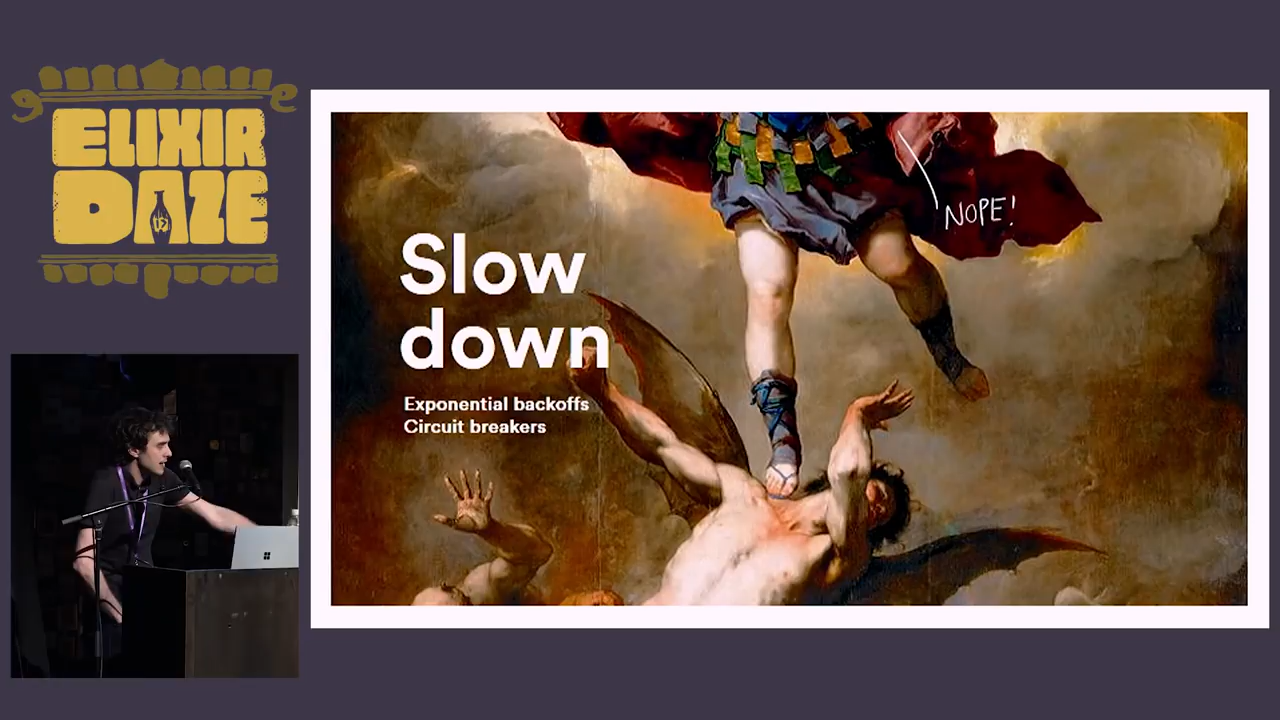 ELIXIR
DAZE
NOPE!
Slow
down
Exponential backoffs
Circuit breakers